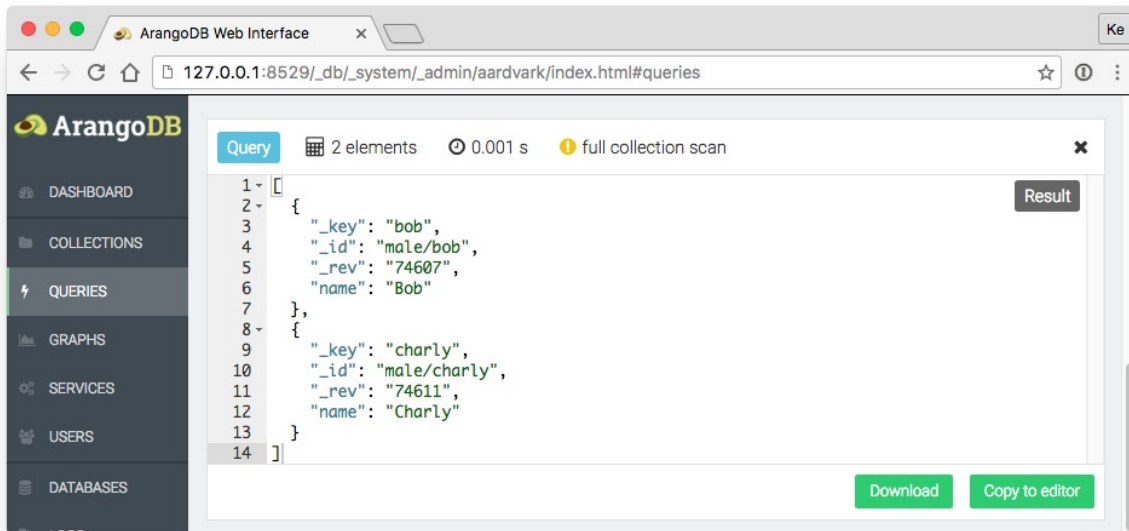 ArangoDB Web Interface
Ke
127.0.0.1:8529/_db/_system/_admin/aardvark/index.html#queries
ArangoDB
DASHBOARD
COLLECTIONS
QUERIES
GRAPHS
SERVICES
USERS
DATABASES
Query 2 elements 0.001 s full collection scan
Result
1 [
2 {
3 "_key": "bob",
4 "_id": "male/bob",
5 "_rev": "74607",
6 "name": "Bob"
7 },
8 {
9 "_key": "charly",
10 "_id": "male/charly",
11 "_rev": "74611",
12 "name": "Charly"
13 }
14 ]
Download Copy to editor